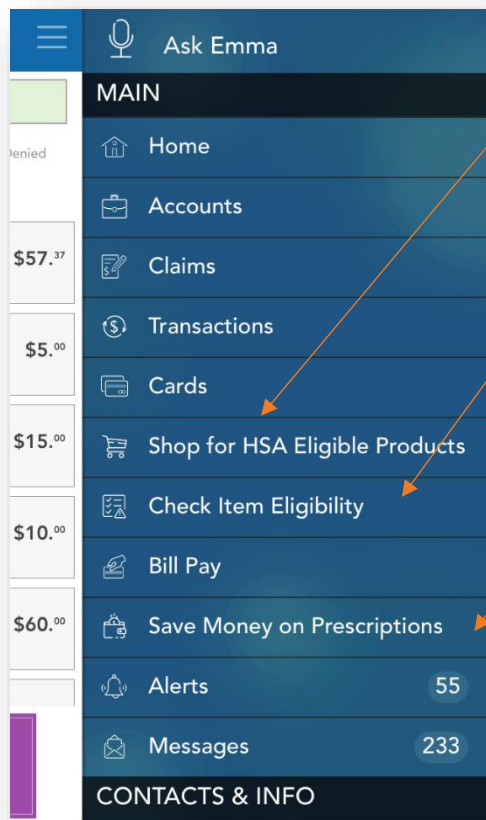 Ask Emma
MAIN
Home
Denied
Accounts
$57.37
Claims
Transactions
$5.00
Cards
$15.00
Shop for HSA Eligible Products
Check Item Eligibility
$10.00
Bill Pay
$60.00
Save Money on Prescriptions
Alerts 55
Messages 233
CONTACTS & INFO